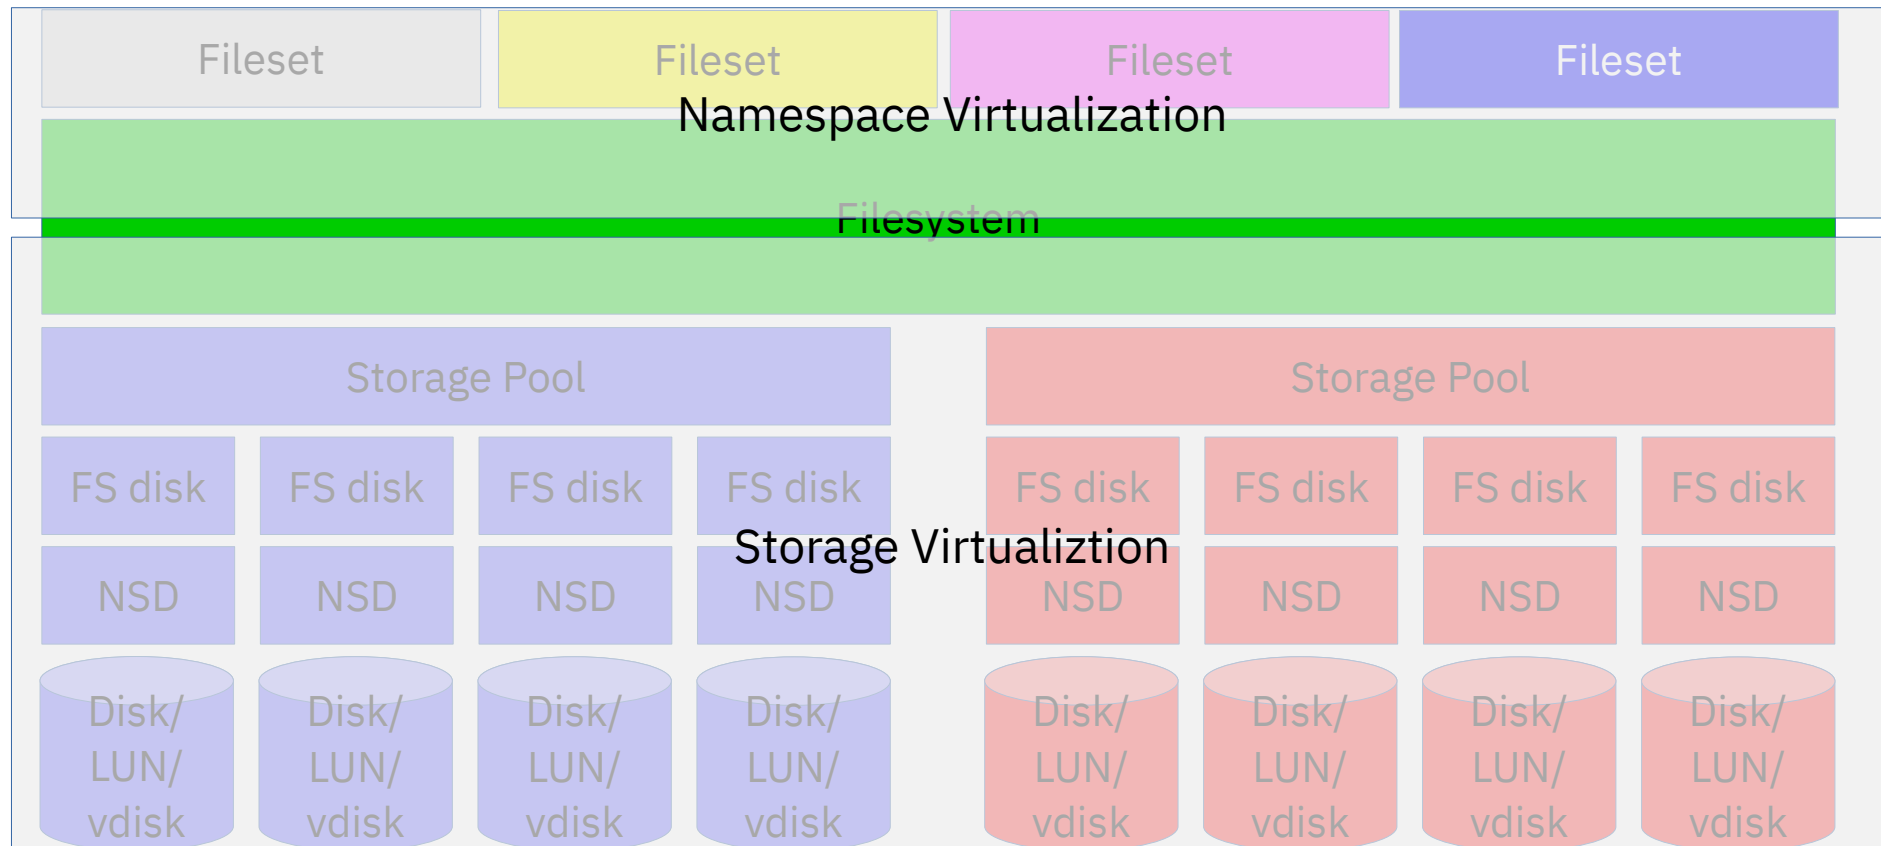 Fileset Fileset Fileset Fileset
Namespace Virtualization
Filesystem
Storage Pool Storage Pool
FS disk FS disk FS disk FS disk FS disk FS disk FS disk FS disk
Storage Virtualiztion
NSD NSD NSD NSD NSD NSD NSD NSD
Disk/ Disk/ Disk/ Disk/ Disk/ Disk/ Disk/ Disk/
LUN/ LUN/ LUN/ LUN/ LUN/ LUN/ LUN/ LUN/
vdisk vdisk vdisk vdisk vdisk vdisk vdisk vdisk